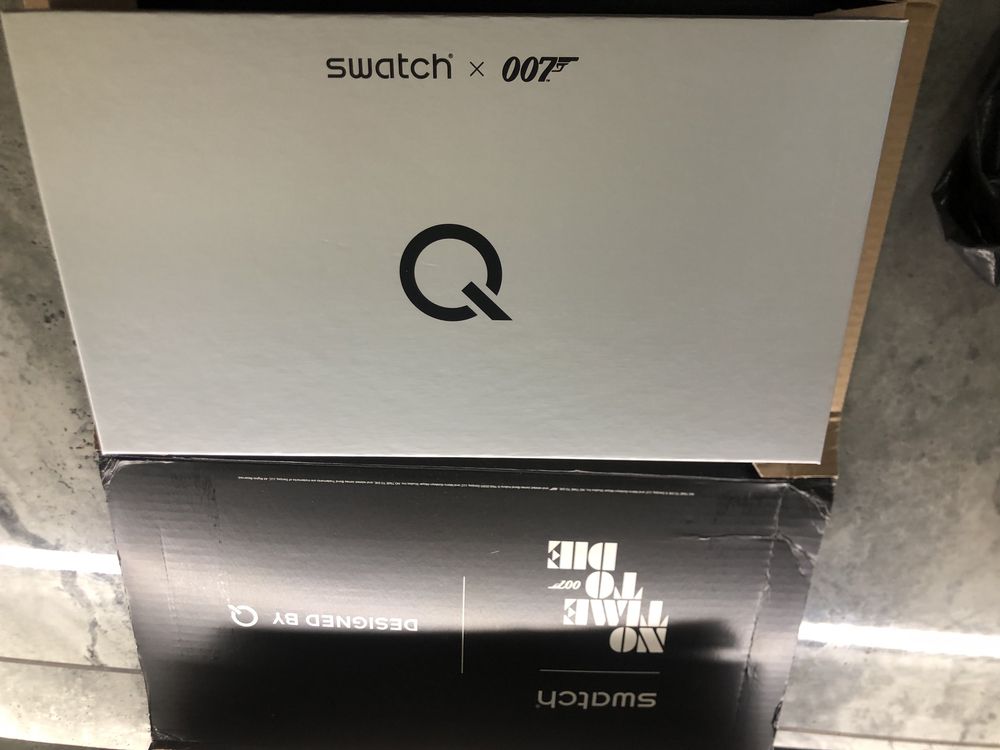 swatch® × 007
Q
swatch
NO
TIME
TO
DIE
007
DESIGNED BY Q